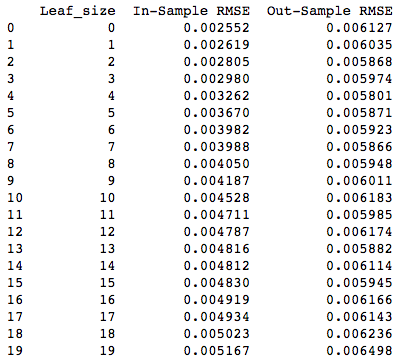 Leaf_size In-Sample RMSE Out-Sample RMSE
0 0 0.002552 0.006127
1 1 0.002619 0.006035
2 2 0.002805 0.005868
3 3 0.002980 0.005974
4 4 0.003262 0.005801
5 5 0.003670 0.005871
6 6 0.003982 0.005923
7 7 0.003988 0.005866
8 8 0.004050 0.005948
9 9 0.004187 0.006011
10 10 0.004528 0.006183
11 11 0.004711 0.005985
12 12 0.004787 0.006174
13 13 0.004816 0.005882
14 14 0.004812 0.006114
15 15 0.004830 0.005945
16 16 0.004919 0.006166
17 17 0.004934 0.006143
18 18 0.005023 0.006236
19 19 0.005167 0.006498